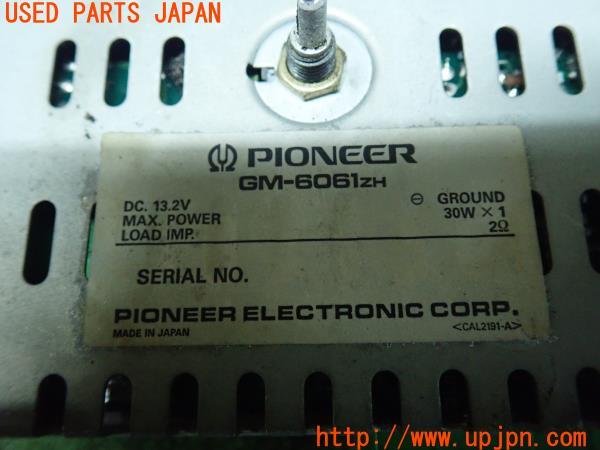 USED PARTS JAPAN
PIONEER
GM-6061ZH
DC. 13.2V ⊖ GROUND
MAX. POWER 30W × 1
LOAD IMP. 2Ω
SERIAL NO.
PIONEER ELECTRONIC CORP.
MADE IN JAPAN <CAL2191-A>
http://www.upjpn.com/